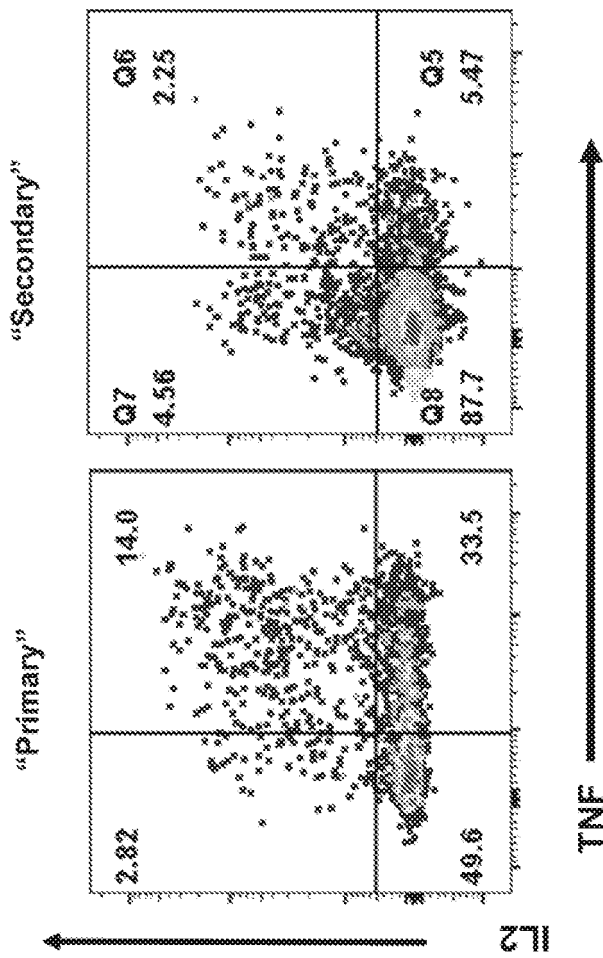 "Primary"
"Secondary"
2.82
14.0
49.6
33.5
Q7
4.56
Q6
2.25
Q8
87.7
Q5
5.47
IL2
TNF